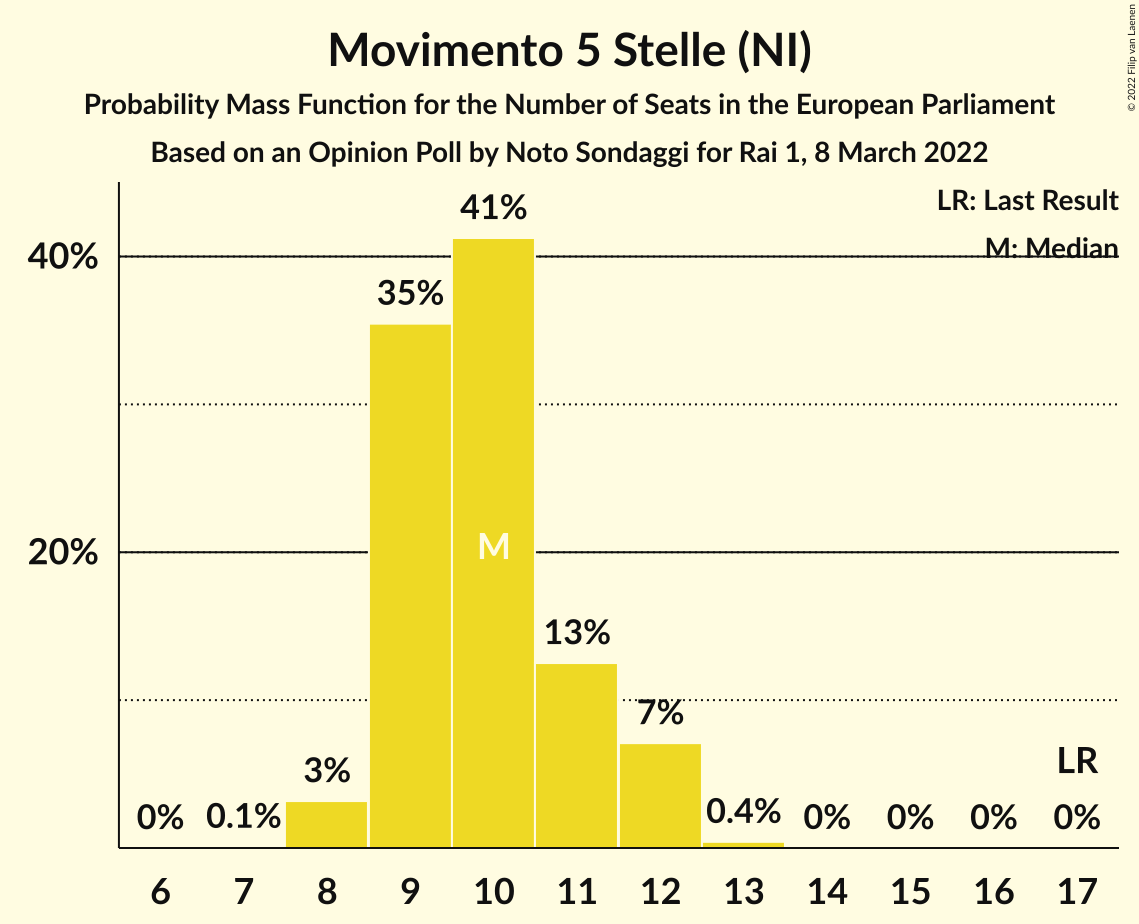 Movimento 5 Stelle (NI)
Probability Mass Function for the Number of Seats in the European Parliament
Based on an Opinion Poll by Noto Sondaggi for Rai 1, 8 March 2022
© 2022 Filip van Laenen
LR: Last Result
M: Median
41%
40%
35%
M
20%
13%
7%
LR
3%
0% 0.1% 0.4% 0% 0% 0% 0%
6 7 8 9 10 11 12 13 14 15 16 17